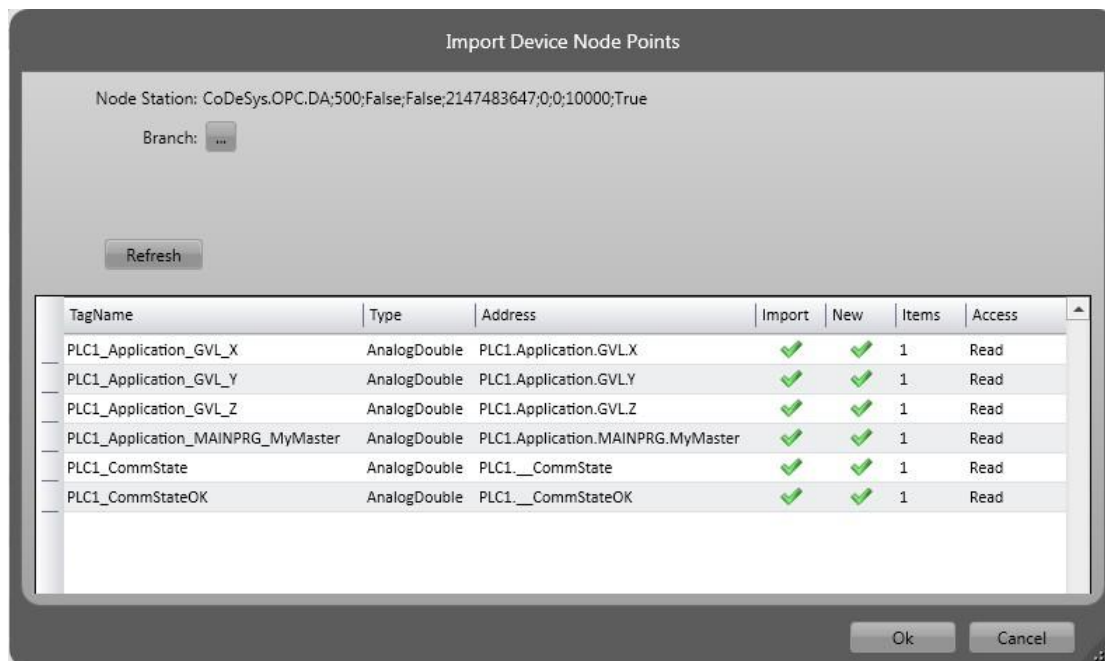 Import Device Node Points
Node Station: CoDeSys.OPC.DA;500;False;False;2147483647;0;0;10000;True
Branch: ...
Refresh
TagName Type Address Import New Items Access
PLC1_Application_GVL_X AnalogDouble PLC1.Application.GVL.X 1 Read
PLC1_Application_GVL_Y AnalogDouble PLC1.Application.GVL.Y 1 Read
PLC1_Application_GVL_Z AnalogDouble PLC1.Application.GVL.Z 1 Read
PLC1_Application_MAINPRG_MyMaster AnalogDouble PLC1.Application.MAINPRG.MyMaster 1 Read
PLC1_CommState AnalogDouble PLC1.__CommState 1 Read
PLC1_CommStateOK AnalogDouble PLC1.__CommStateOK 1 Read
Ok Cancel